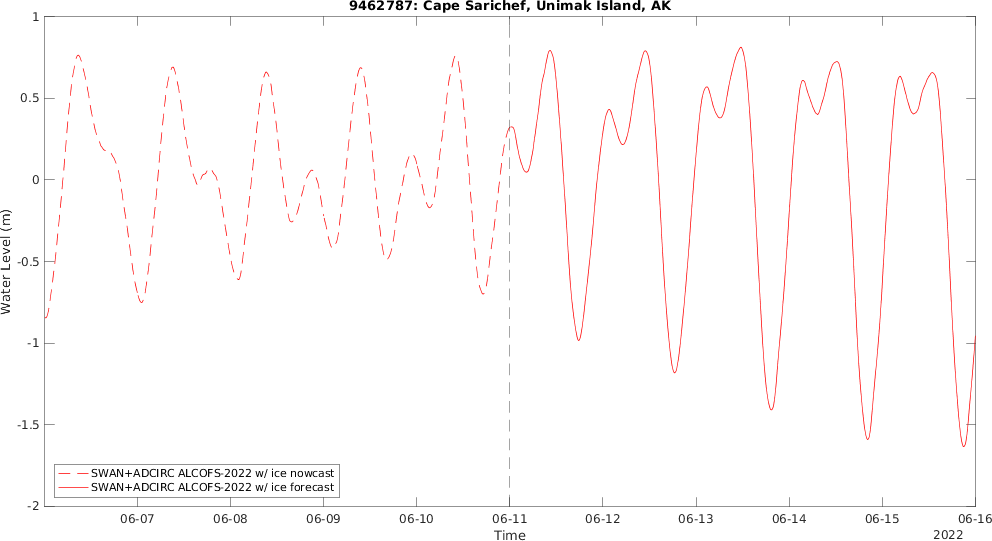 9462787: Cape Sarichef, Unimak Island, AK
1
0.5
0
-0.5
-1
-1.5
-2
Water Level (m)
SWAN+ADCIRC ALCOFS-2022 w/ ice nowcast
SWAN+ADCIRC ALCOFS-2022 w/ ice forecast
06-07 06-08 06-09 06-10 06-11 06-12 06-13 06-14 06-15 06-16
Time
2022